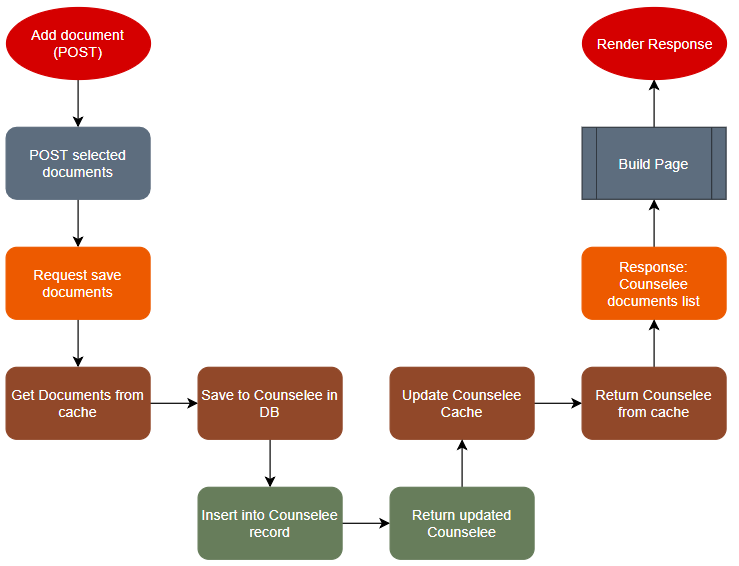 Add document
(POST)
POST selected
documents
Request save
documents
Get Documents from
cache
Save to Counselee in
DB
Insert into Counselee
record
Return updated
Counselee
Update Counselee
Cache
Return Counselee
from cache
Response:
Counselee
documents list
Build Page
Render Response